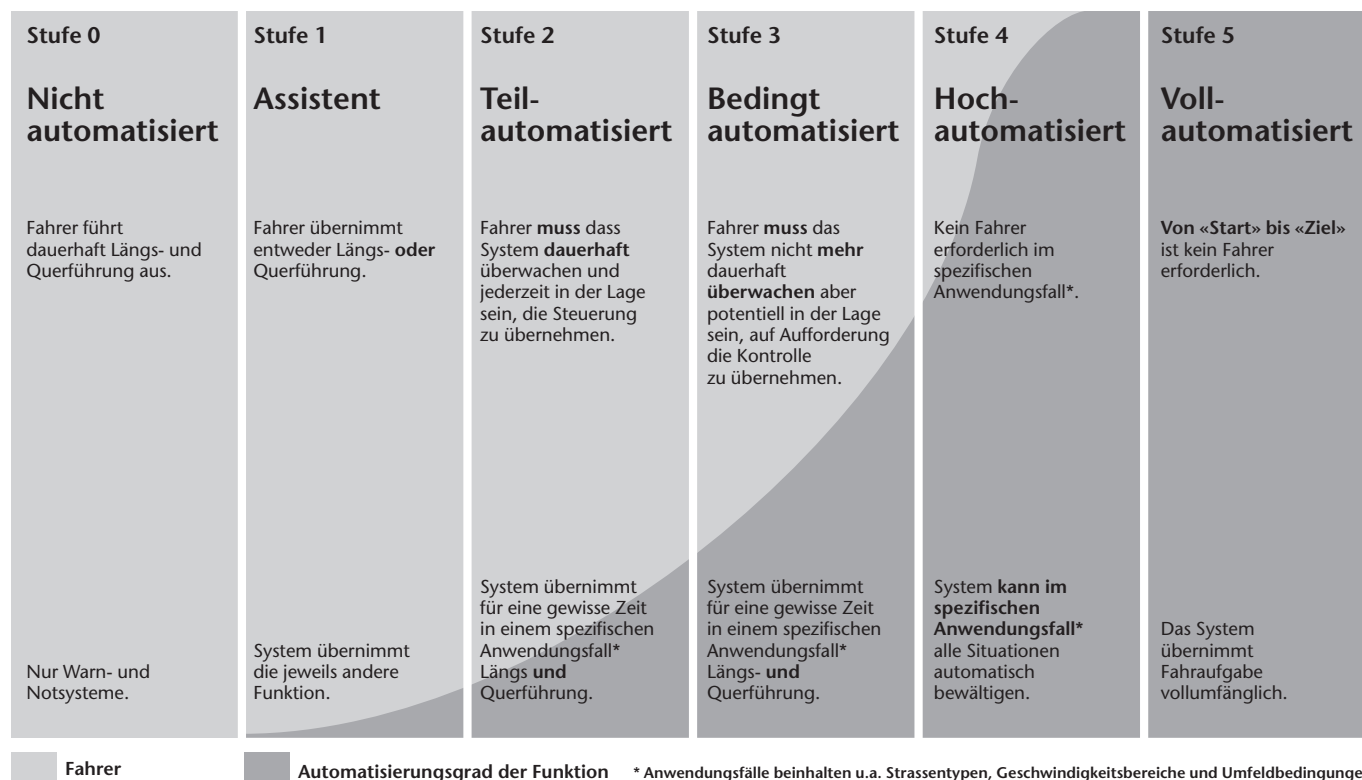 Stufe 0
Nicht
automatisiert
Fahrer führt
dauerhaft Längs- und
Querführung aus.
Nur Warn- und
Notsysteme.
Stufe 1
Assistent
Fahrer übernimmt
entweder Längs- oder
Querführung.
System übernimmt
die jeweils andere
Funktion.
Stufe 2
Teil-
automatisiert
Fahrer muss dass
System dauerhaft
überwachen und
jederzeit in der Lage
sein, die Steuerung
zu übernehmen.
System übernimmt
für eine gewisse Zeit
in einem spezifischen
Anwendungsfall*
Längs und
Querführung.
Stufe 3
Bedingt
automatisiert
Fahrer muss das
System nicht mehr
dauerhaft
überwachen aber
potentiell in der Lage
sein, auf Aufforderung
die Kontrolle
zu übernehmen.
System übernimmt
für eine gewisse Zeit
in einem spezifischen
Anwendungsfall*
Längs- und
Querführung.
Stufe 4
Hoch-
automatisiert
Kein Fahrer
erforderlich im
spezifischen
Anwendungsfall*.
System kann im
spezifischen
Anwendungsfall*
alle Situationen
automatisch
bewältigen.
Stufe 5
Voll-
automatisiert
Von «Start» bis «Ziel»
ist kein Fahrer
erforderlich.
Das System
übernimmt
Fahraufgabe
vollumfänglich.
Fahrer
Automatisierungsgrad der Funktion
* Anwendungsfälle beinhalten u.a. Strassentypen, Geschwindigkeitsbereiche und Umfeldbedingunge